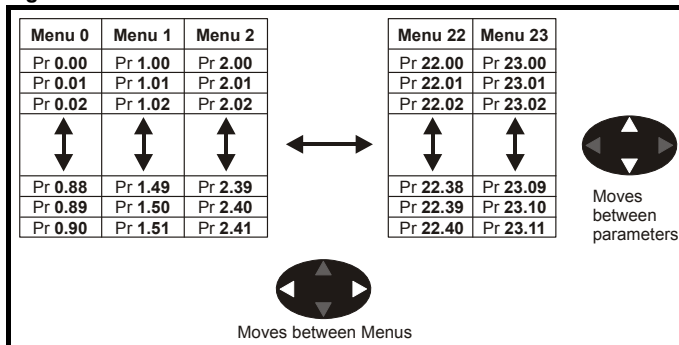 Menu 0 Menu 1 Menu 2 Menu 22 Menu 23
Pr 0.00 Pr 1.00 Pr 2.00 Pr 22.00 Pr 23.00
Pr 0.01 Pr 1.01 Pr 2.01 Pr 22.01 Pr 23.01
Pr 0.02 Pr 1.02 Pr 2.02 Pr 22.02 Pr 23.02
Pr 0.88 Pr 1.49 Pr 2.39 Pr 22.38 Pr 23.09
Pr 0.89 Pr 1.50 Pr 2.40 Pr 22.39 Pr 23.10
Pr 0.90 Pr 1.51 Pr 2.41 Pr 22.40 Pr 23.11
Moves
between
parameters
Moves between Menus